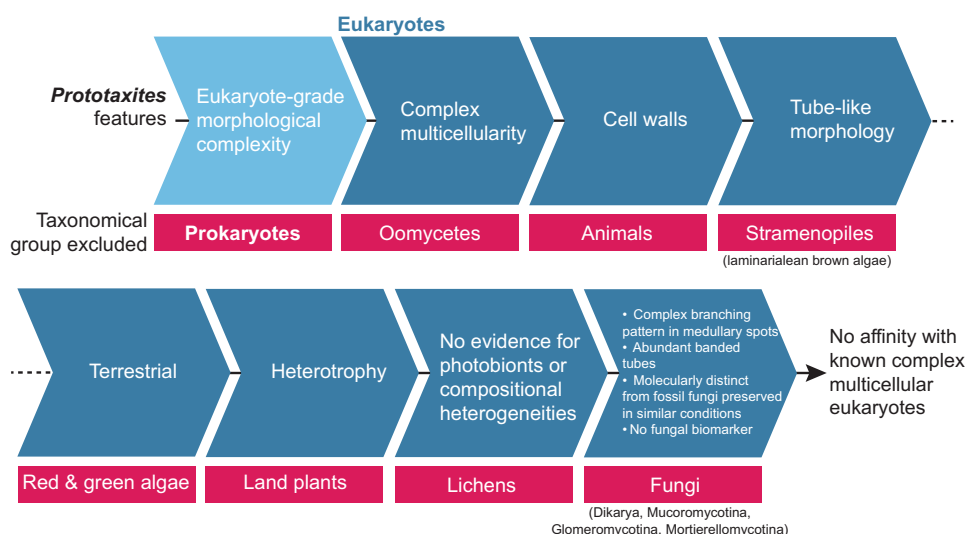 Eukaryotes
Prototaxites
features
Eukaryote-grade
morphological
complexity
Complex
multicellularity
Cell walls
Tube-like
morphology
Taxonomical
group excluded
Prokaryotes
Oomycetes
Animals
Stramenopiles
(laminarialean brown algae)
Terrestrial
Heterotrophy
No evidence for
photobionts or
compositional
heterogeneities
• Complex branching
pattern in medullary spots
• Abundant banded
tubes
• Molecularly distinct
from fossil fungi preserved
in similar conditions
• No fungal biomarker
No affinity with
known complex
multicellular
eukaryotes
Red & green algae
Land plants
Lichens
Fungi
(Dikarya, Mucoromycotina,
Glomeromycotina, Mortierellomycotina)